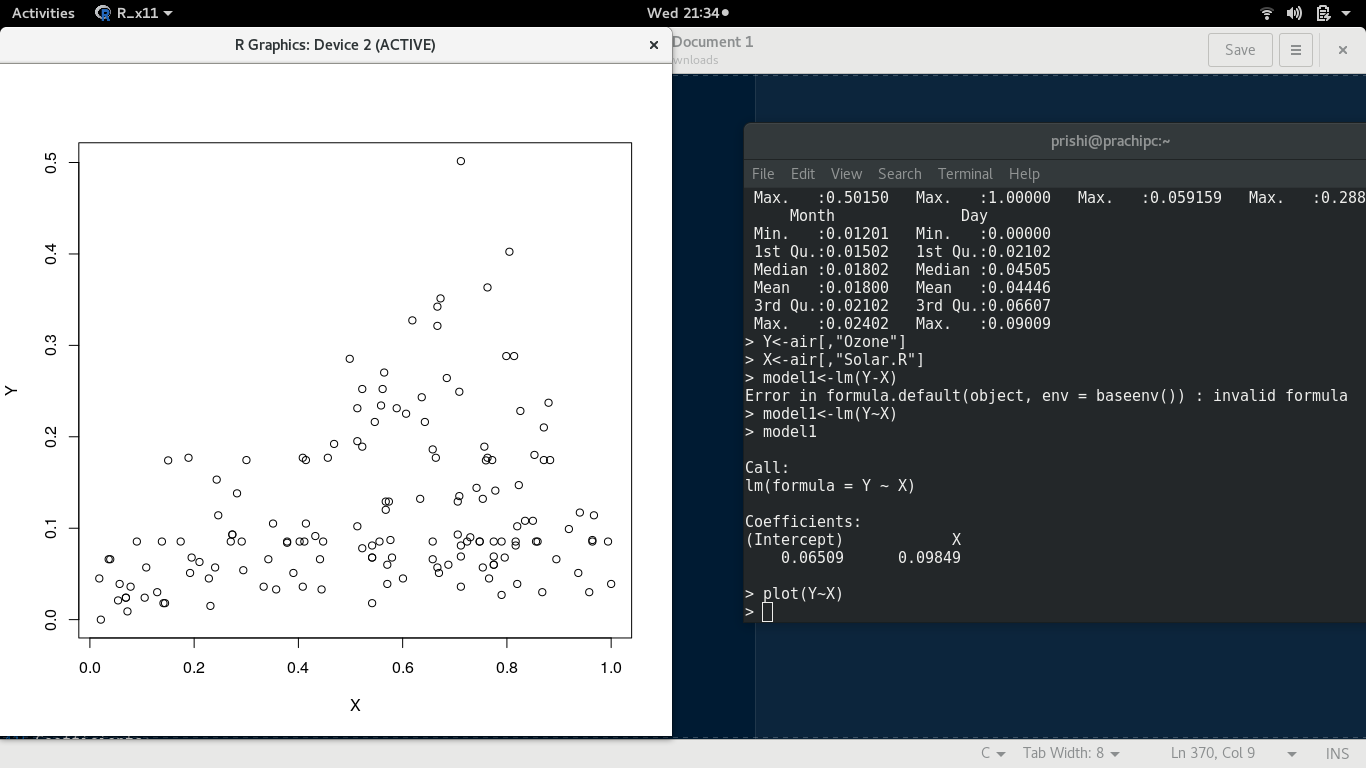 Activities R_x11 Wed 21:34
R Graphics: Device 2 (ACTIVE)
Document 1
wnloads
Save
0.5
0.4
0.3
0.2
0.1
0.0
Y
0.0 0.2 0.4 0.6 0.8 1.0
X
prishi@prachipc:~
File Edit View Search Terminal Help
Max. :0.50150 Max. :1.00000 Max. :0.059159 Max. :0.288
Month Day
Min. :0.01201 Min. :0.00000
1st Qu.:0.01502 1st Qu.:0.02102
Median :0.01802 Median :0.04505
Mean :0.01800 Mean :0.04446
3rd Qu.:0.02102 3rd Qu.:0.06607
Max. :0.02402 Max. :0.09009
> Y<-air[,"Ozone"]
> X<-air[,"Solar.R"]
> model1<-lm(Y-X)
Error in formula.default(object, env = baseenv()) : invalid formula
> model1<-lm(Y~X)
> model1
Call:
lm(formula = Y ~ X)
Coefficients:
(Intercept) X
0.06509 0.09849
> plot(Y~X)
>
C Tab Width: 8 Ln 370, Col 9 INS